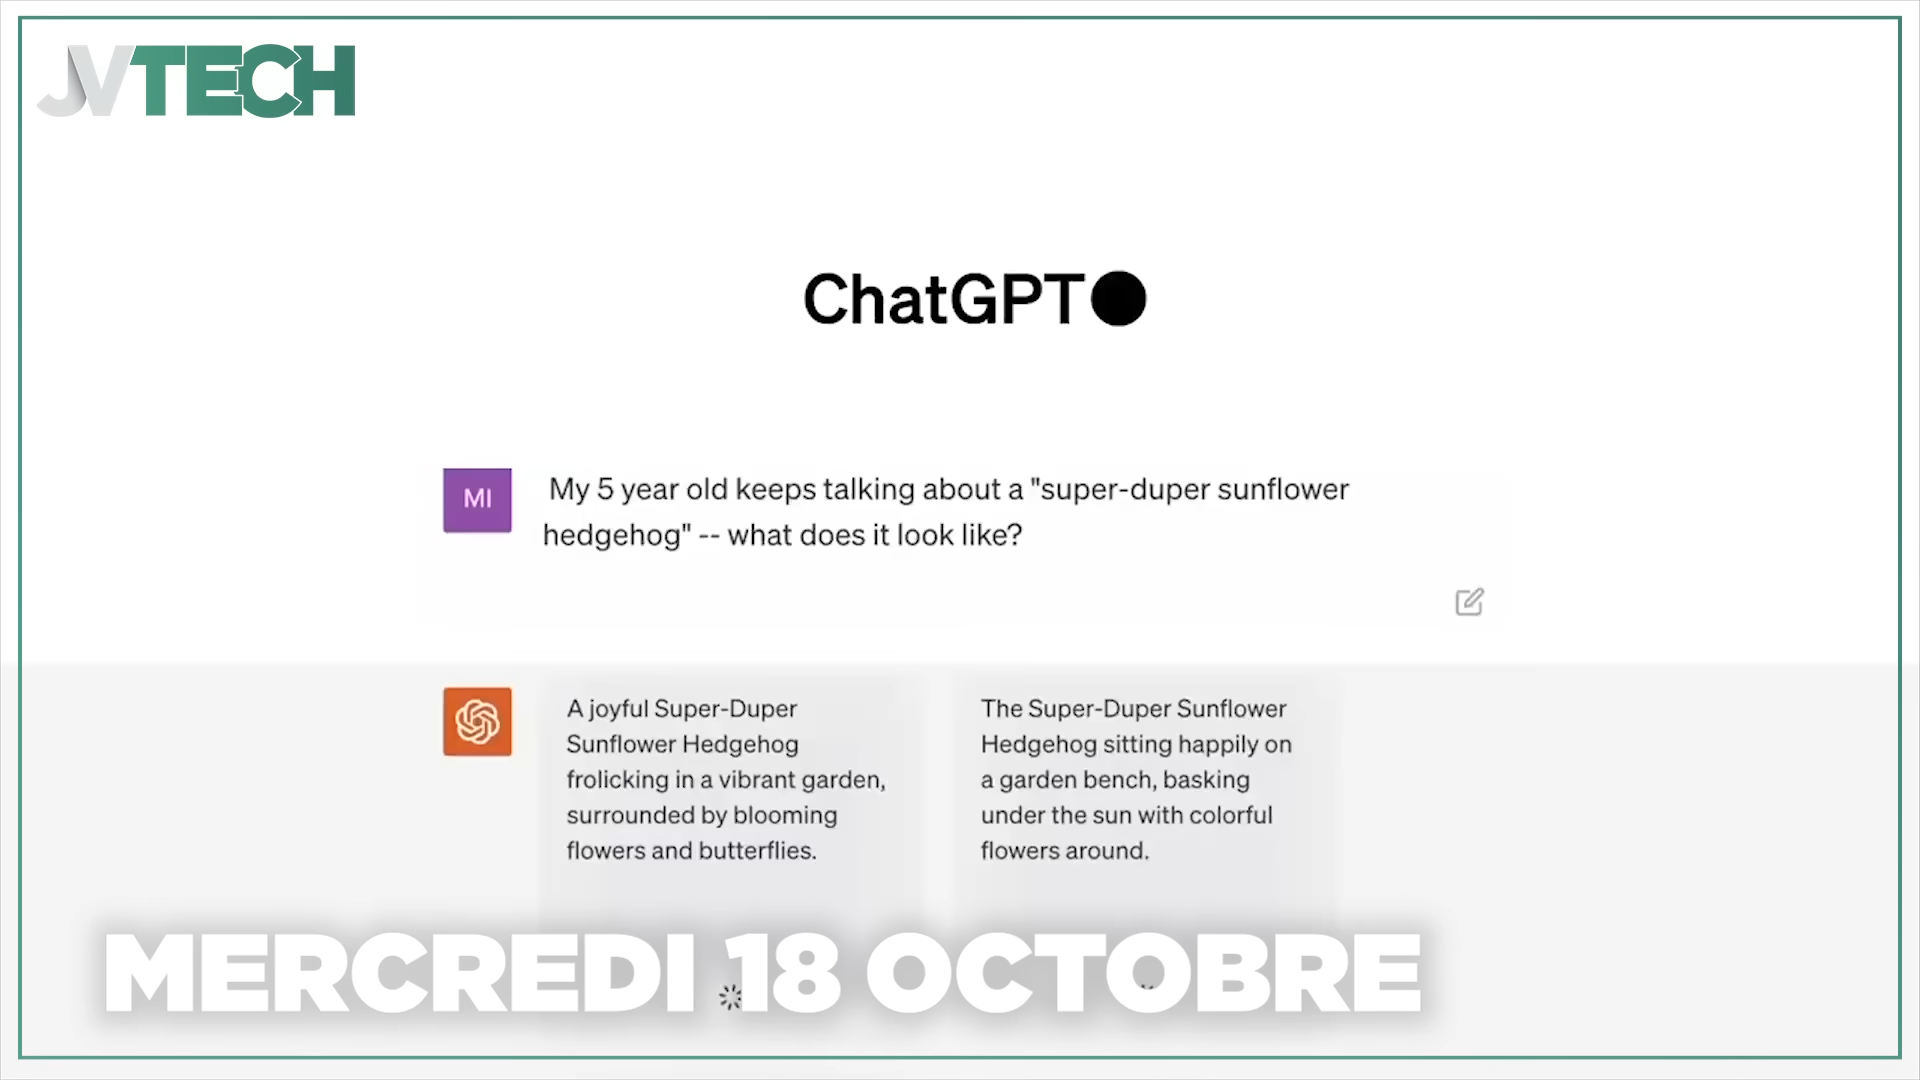 JVTECH
ChatGPT
MI
My 5 year old keeps talking about a "super-duper sunflower
hedgehog" -- what does it look like?
A joyful Super-Duper
Sunflower Hedgehog
frolicking in a vibrant garden,
surrounded by blooming
flowers and butterflies.
The Super-Duper Sunflower
Hedgehog sitting happily on
a garden bench, basking
under the sun with colorful
flowers around.
MERCREDI 18 OCTOBRE